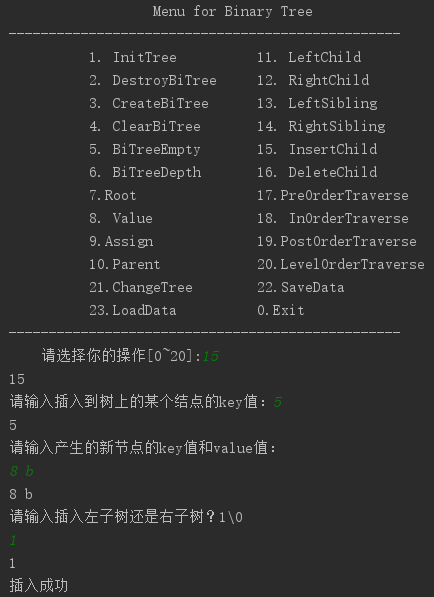 Menu for Binary Tree
-------------------------------------------------
1. InitTree 11. LeftChild
2. DestroyBiTree 12. RightChild
3. CreateBiTree 13. LeftSibling
4. ClearBiTree 14. RightSibling
5. BiTreeEmpty 15. InsertChild
6. BiTreeDepth 16. DeleteChild
7.Root 17.PreOrderTraverse
8. Value 18. InOrderTraverse
9.Assign 19.PostOrderTraverse
10.Parent 20.LevelOrderTraverse
21.ChangeTree 22.SaveData
23.LoadData 0.Exit
-------------------------------------------------
请选择你的操作[0~20]:15
15
请输入插入到树上的某个结点的key值：5
5
请输入产生的新节点的key值和value值：
8 b
8 b
请输入插入左子树还是右子树？1\0
1
1
插入成功